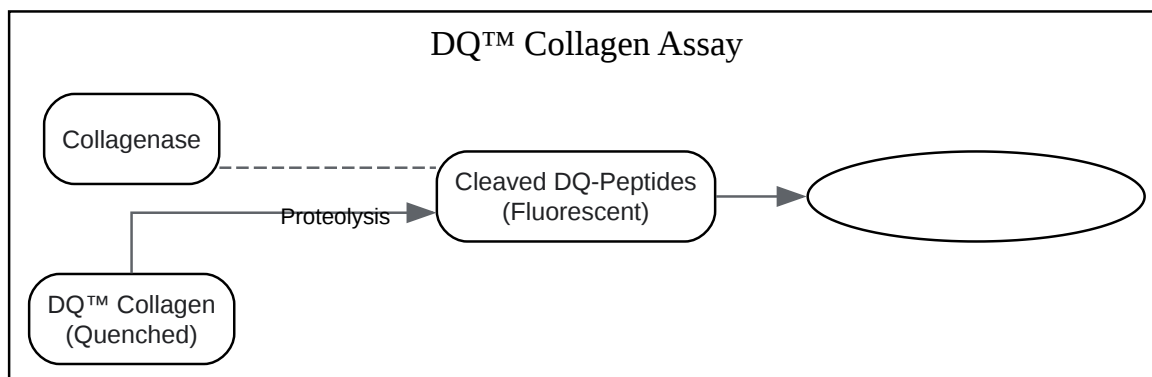 DQ™ Collagen Assay
Collagenase
Cleaved DQ-Peptides
(Fluorescent)
Proteolysis
DQ™ Collagen
(Quenched)